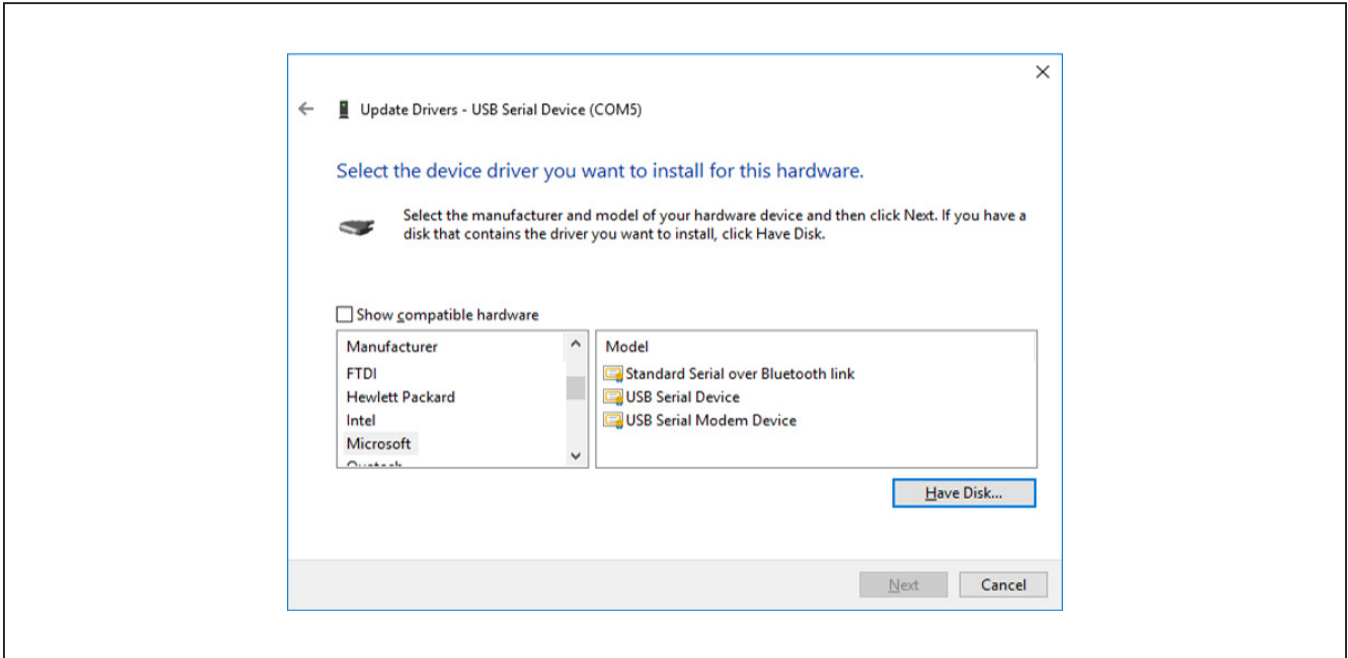 Update Drivers - USB Serial Device (COM5)
Select the device driver you want to install for this hardware.
Select the manufacturer and model of your hardware device and then click Next. If you have a
disk that contains the driver you want to install, click Have Disk.
Show compatible hardware
Manufacturer
FTDI
Hewlett Packard
Intel
Microsoft
Model
Standard Serial over Bluetooth link
USB Serial Device
USB Serial Modem Device
Have Disk...
Next
Cancel